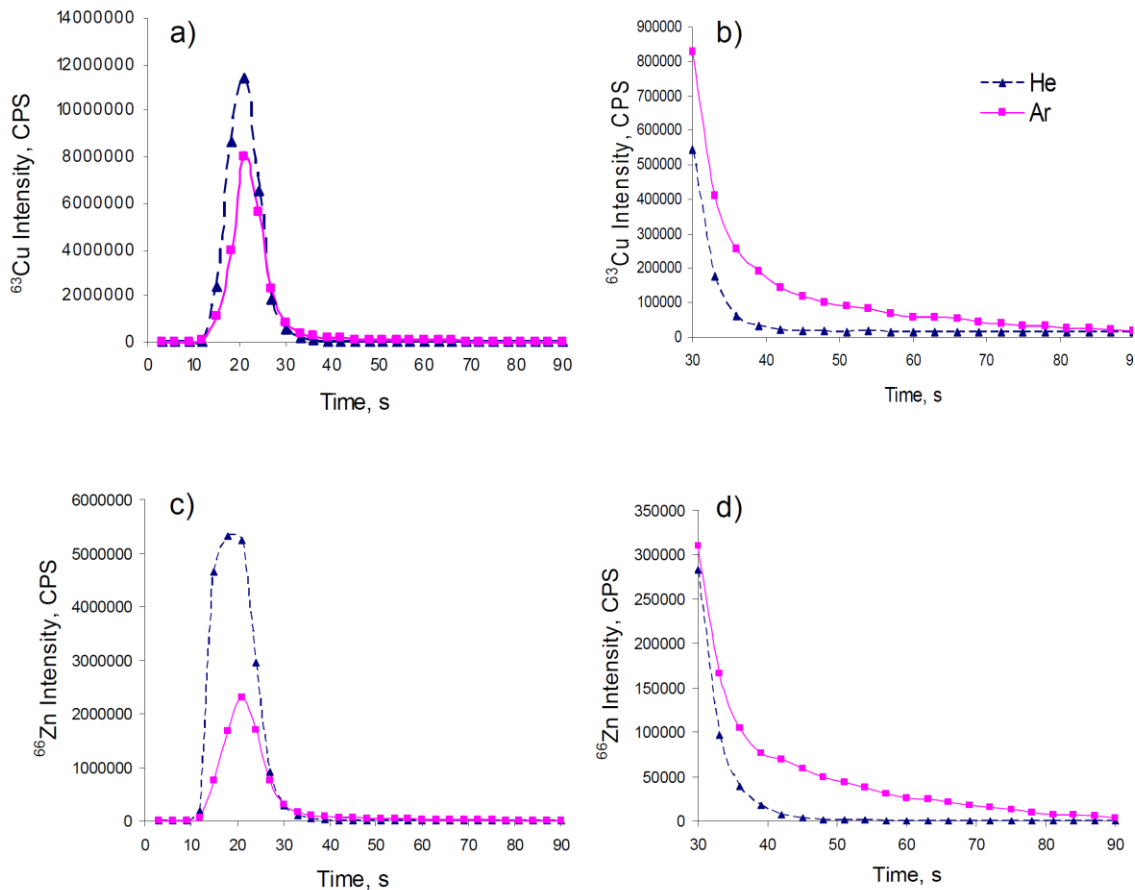 a)
14000000
12000000
10000000
8000000
6000000
4000000
2000000
0
⁶³Cu Intensity, CPS
0 10 20 30 40 50 60 70 80 90
Time, s
b)
900000
800000
700000
600000
500000
400000
300000
200000
100000
0
⁶³Cu Intensity, CPS
He
Ar
30 40 50 60 70 80 90
Time, s
c)
6000000
5000000
4000000
3000000
2000000
1000000
0
⁶⁶Zn Intensity, CPS
0 10 20 30 40 50 60 70 80 90
Time, s
d)
350000
300000
250000
200000
150000
100000
50000
0
⁶⁶Zn Intensity, CPS
30 40 50 60 70 80 90
Time, s